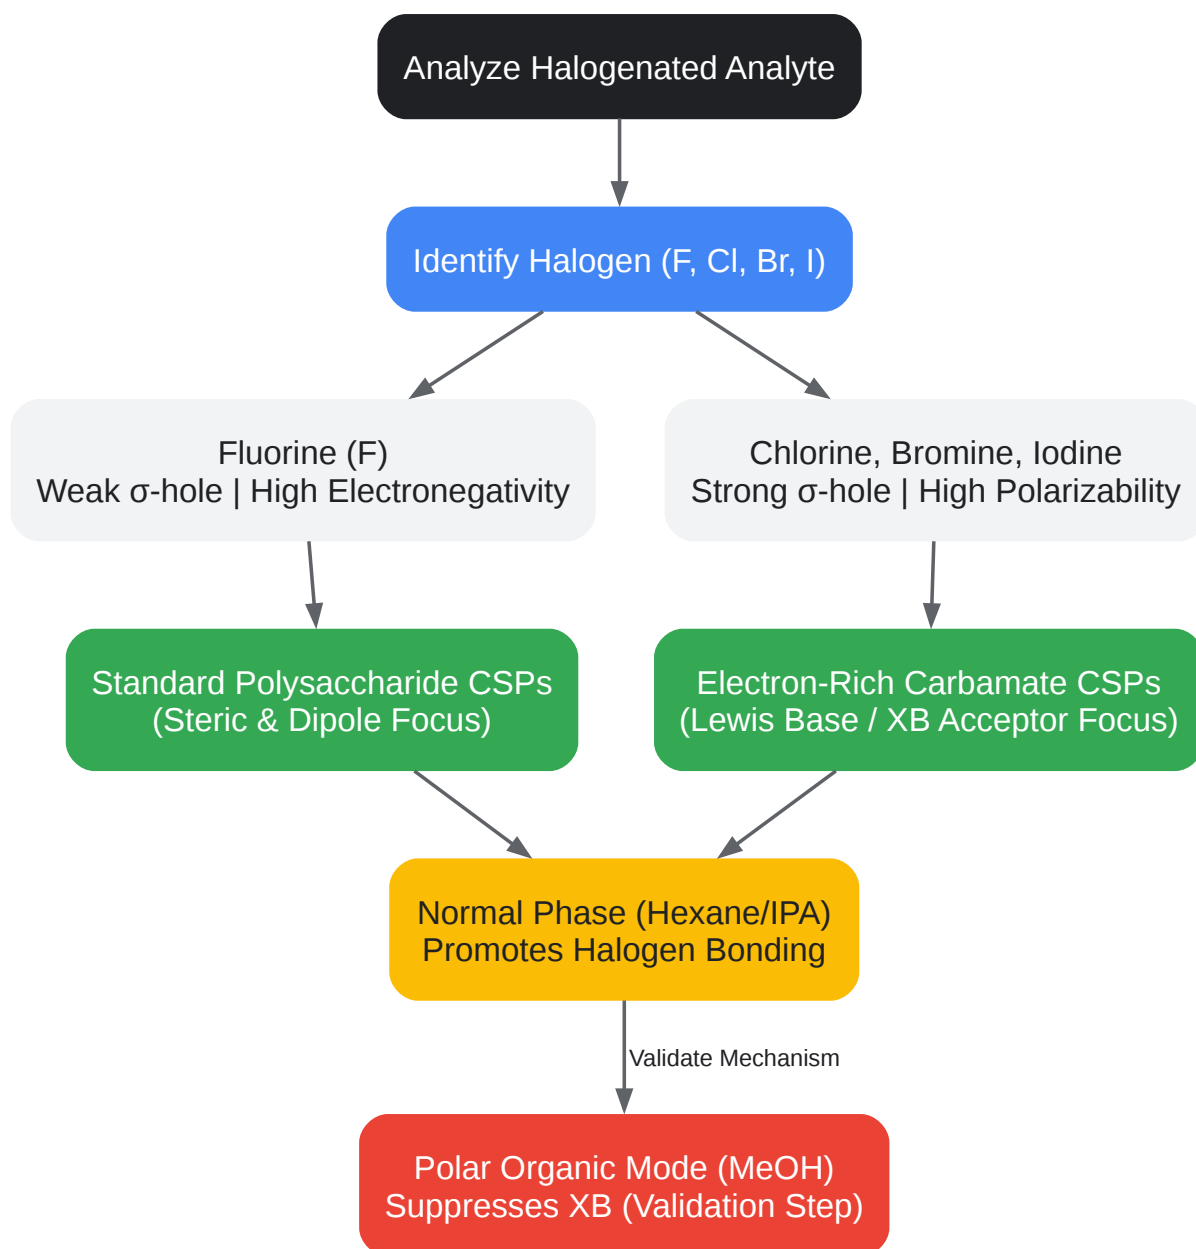 Analyze Halogenated Analyte
Identify Halogen (F, Cl, Br, I)
Fluorine (F)
Weak σ-hole | High Electronegativity
Chlorine, Bromine, Iodine
Strong σ-hole | High Polarizability
Standard Polysaccharide CSPs
(Steric & Dipole Focus)
Electron-Rich Carbamate CSPs
(Lewis Base / XB Acceptor Focus)
Normal Phase (Hexane/IPA)
Promotes Halogen Bonding
Validate Mechanism
Polar Organic Mode (MeOH)
Suppresses XB (Validation Step)